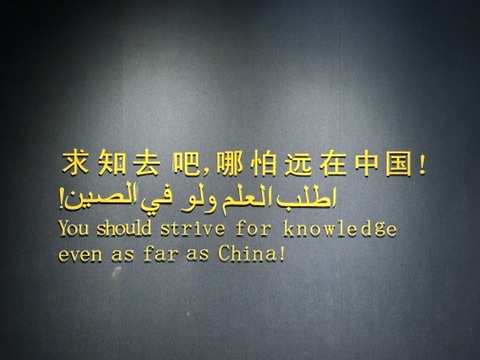 求知去吧,哪怕远在中国!
اطلب العلم ولو في الصين!
You should strive for knowledge
even as far as China!